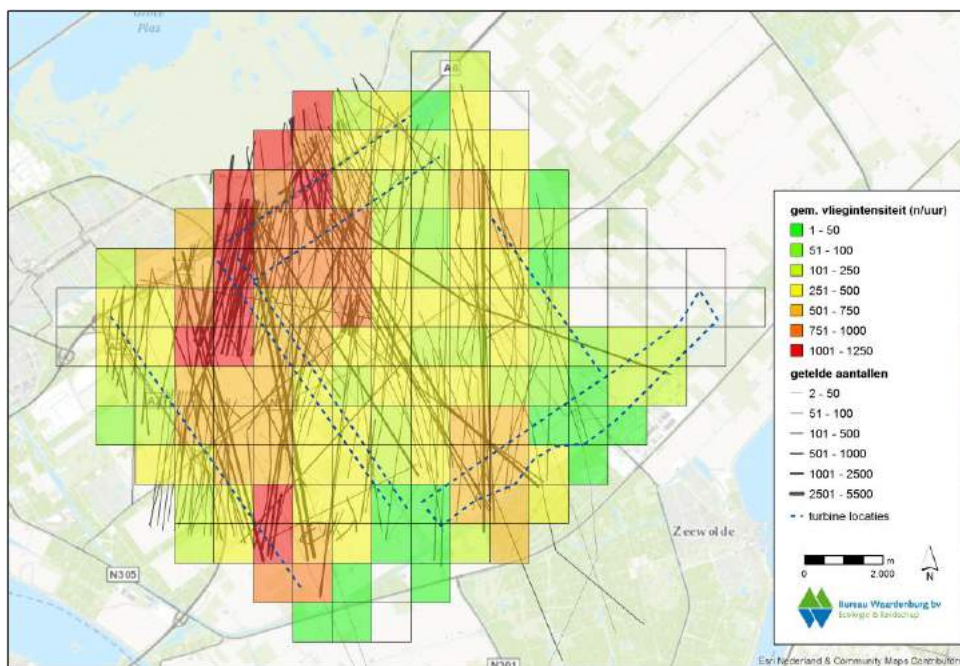 Grote
Plas
A6
gem. vliegintensiteit (n/uur)
1 - 50
51 - 100
101 - 250
251 - 500
501 - 750
751 - 1000
1001 - 1250
getelde aantallen
2 - 50
51 - 100
101 - 500
501 - 1000
1001 - 2500
2501 - 5500
turbine locaties
Zeewolde
m
0 2.000
N
N305
Bureau Waardenburg bv
Ecologie & landschap
N301
Esri Nederland & Community Maps Contributors